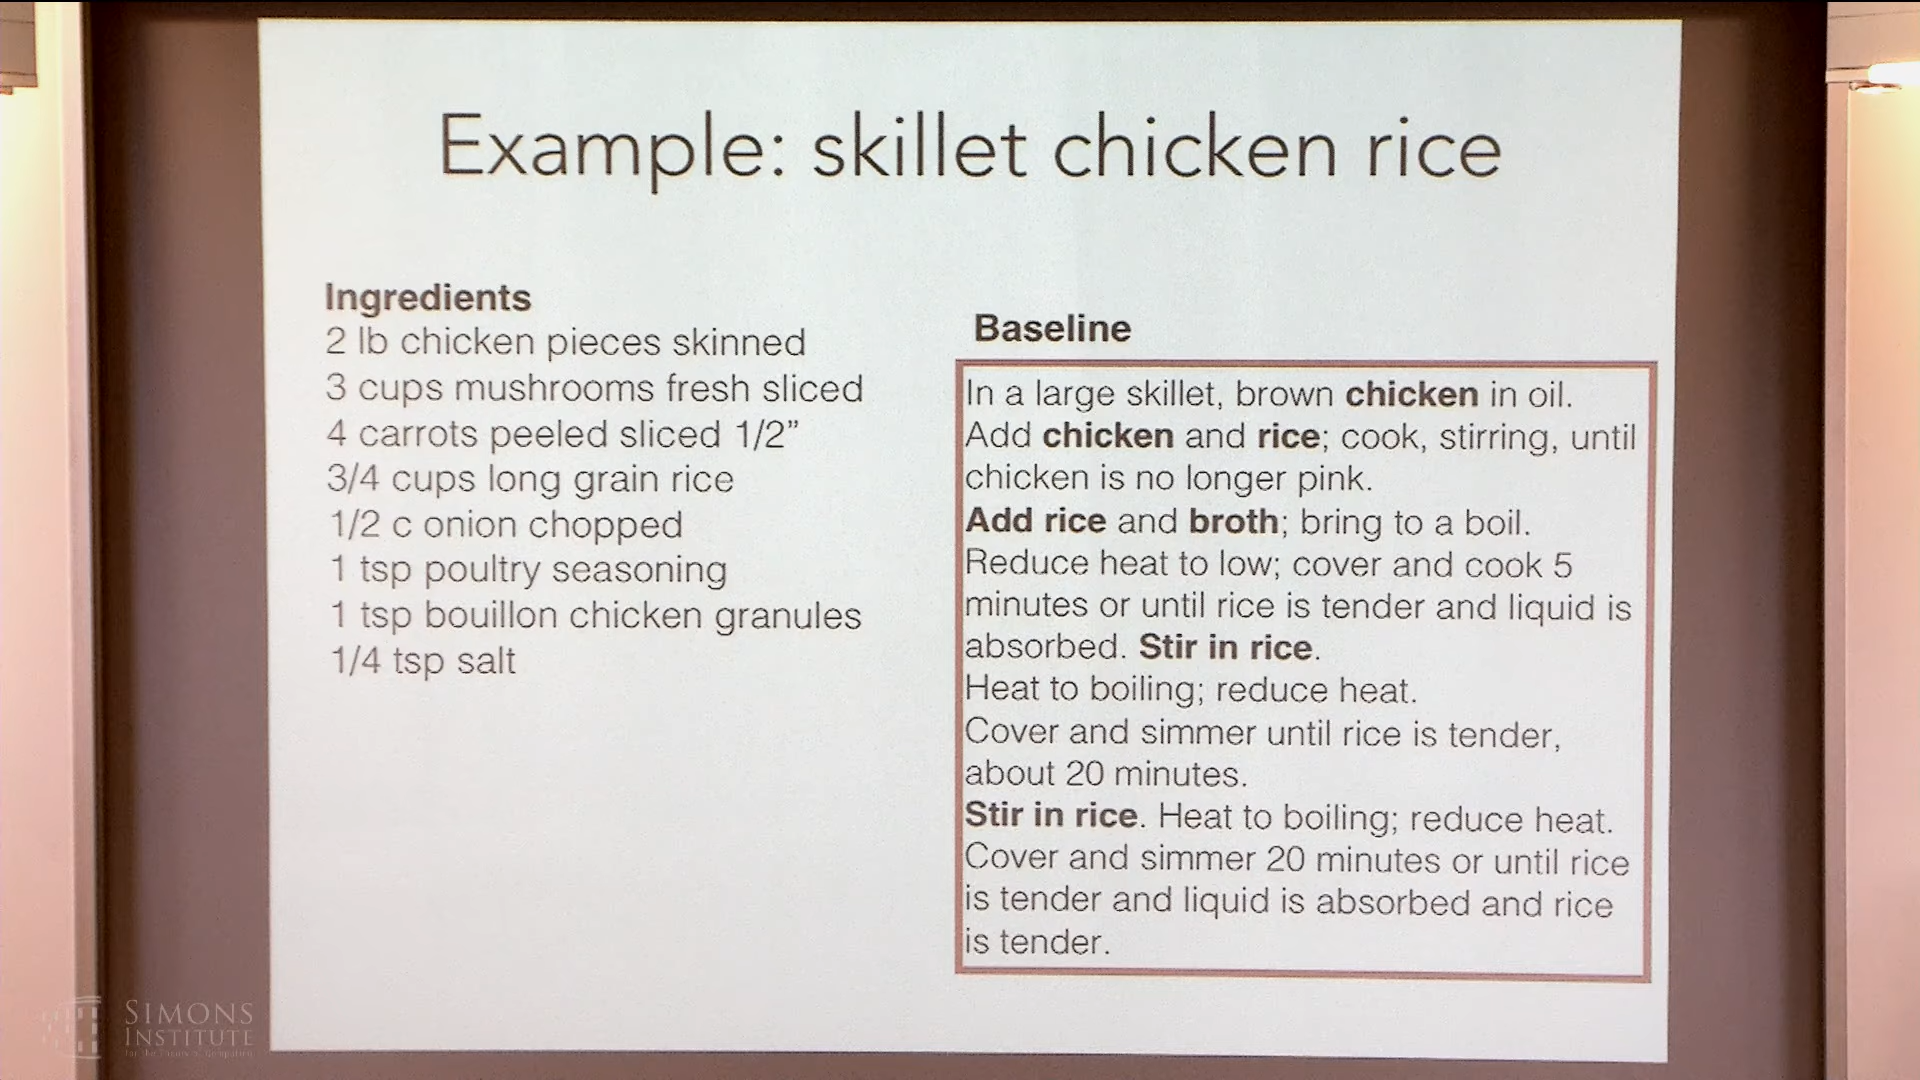 Example: skillet chicken rice
Ingredients
2 lb chicken pieces skinned
3 cups mushrooms fresh sliced
4 carrots peeled sliced 1/2”
3/4 cups long grain rice
1/2 c onion chopped
1 tsp poultry seasoning
1 tsp bouillon chicken granules
1/4 tsp salt
Baseline
In a large skillet, brown chicken in oil.
Add chicken and rice; cook, stirring, until
chicken is no longer pink.
Add rice and broth; bring to a boil.
Reduce heat to low; cover and cook 5
minutes or until rice is tender and liquid is
absorbed. Stir in rice.
Heat to boiling; reduce heat.
Cover and simmer until rice is tender,
about 20 minutes.
Stir in rice. Heat to boiling; reduce heat.
Cover and simmer 20 minutes or until rice
is tender and liquid is absorbed and rice
is tender.
SIMONS
INSTITUTE
for the Theory of Computing